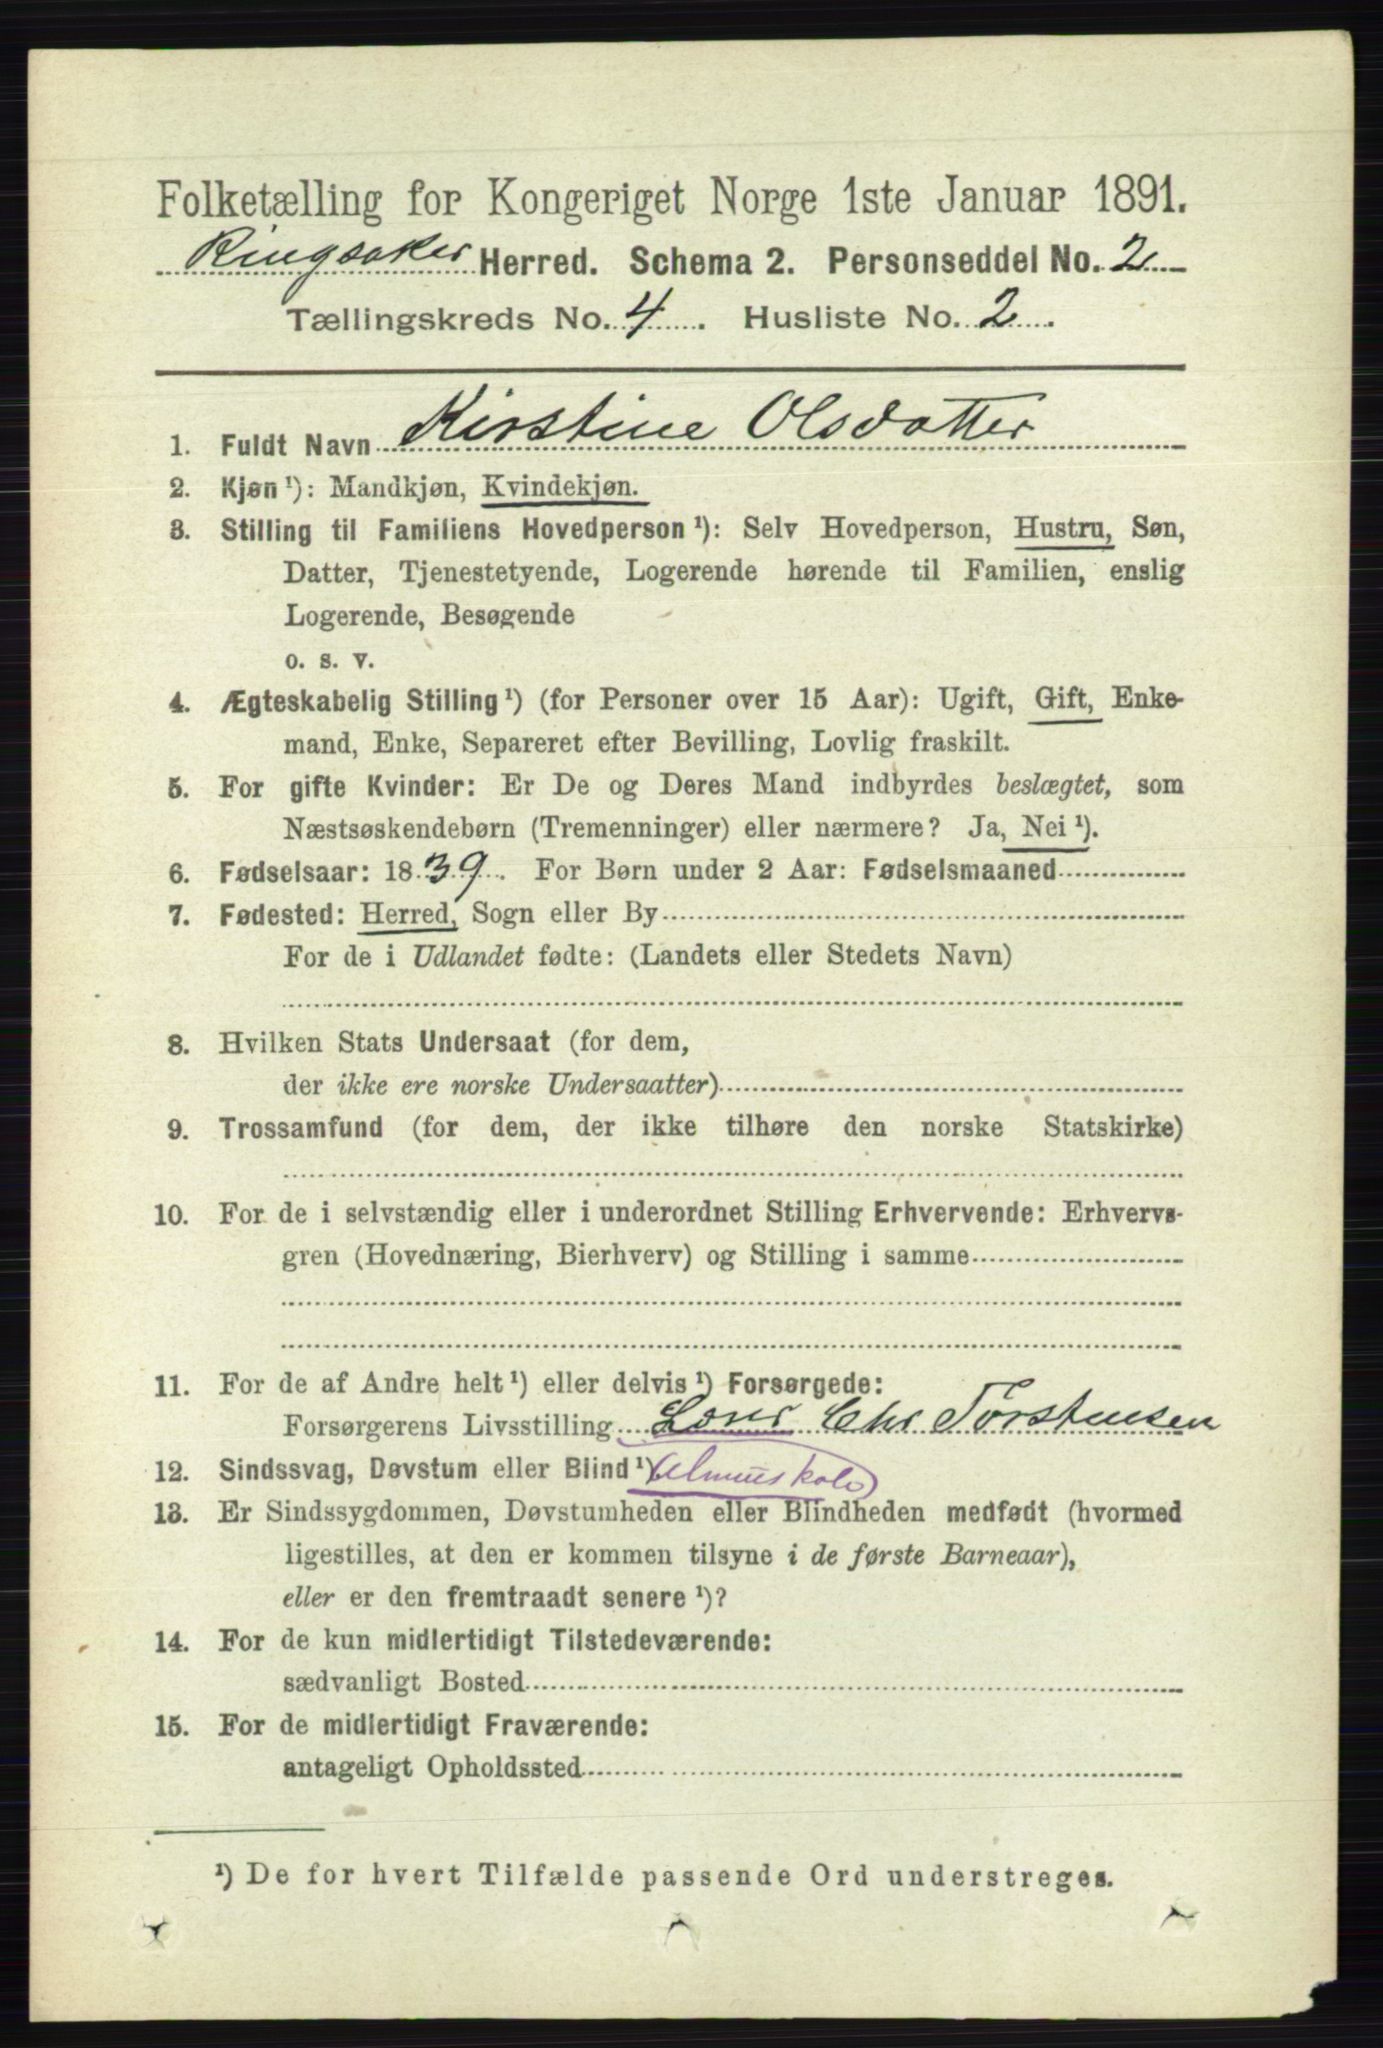 Folketælling for Kongeriget Norge 1ste Januar 1891.
Ringsaker Herred. Schema 2. Personseddel No. 2
Tællingskreds No. 4. Husliste No. 2.
1. Fuldt Navn Kirstine Olsdatter
2. Kjøn ¹): Mandkjøn, Kvindekjøn.
3. Stilling til Familiens Hovedperson ¹): Selv Hovedperson, Hustru, Søn,
Datter, Tjenestetyende, Logerende hørende til Familien, enslig
Logerende, Besøgende
o. s. v.
4. Ægteskabelig Stilling ¹) (for Personer over 15 Aar): Ugift, Gift, Enke-
mand, Enke, Separeret efter Bevilling, Lovlig fraskilt.
5. For gifte Kvinder: Er De og Deres Mand indbyrdes beslægtet, som
Næstsøskendebørn (Tremenninger) eller nærmere? Ja, Nei ¹).
6. Fødselsaar: 1839. For Børn under 2 Aar: Fødselsmaaned
7. Fødested: Herred, Sogn eller By
For de i Udlandet fødte: (Landets eller Stedets Navn)
8. Hvilken Stats Undersaat (for dem,
der ikke ere norske Undersaatter)
9. Trossamfund (for dem, der ikke tilhøre den norske Statskirke)
10. For de i selvstændig eller i underordnet Stilling Erhvervende: Erhvervs-
gren (Hovednæring, Bierhverv) og Stilling i samme
11. For de af Andre helt ¹) eller delvis ¹) Forsørgede:
Forsørgerens Livsstilling Chr Torstensen
12. Sindssvag, Døvstum eller Blind ¹)
13. Er Sindssygdommen, Døvstumheden eller Blindheden medfødt (hvormed
ligestilles, at den er kommen tilsyne i de første Barneaar),
eller er den fremtraadt senere ¹)?
14. For de kun midlertidigt Tilstedeværende:
sædvanligt Bosted
15. For de midlertidigt Fraværende:
antageligt Opholdssted
¹) De for hvert Tilfælde passende Ord understreges.